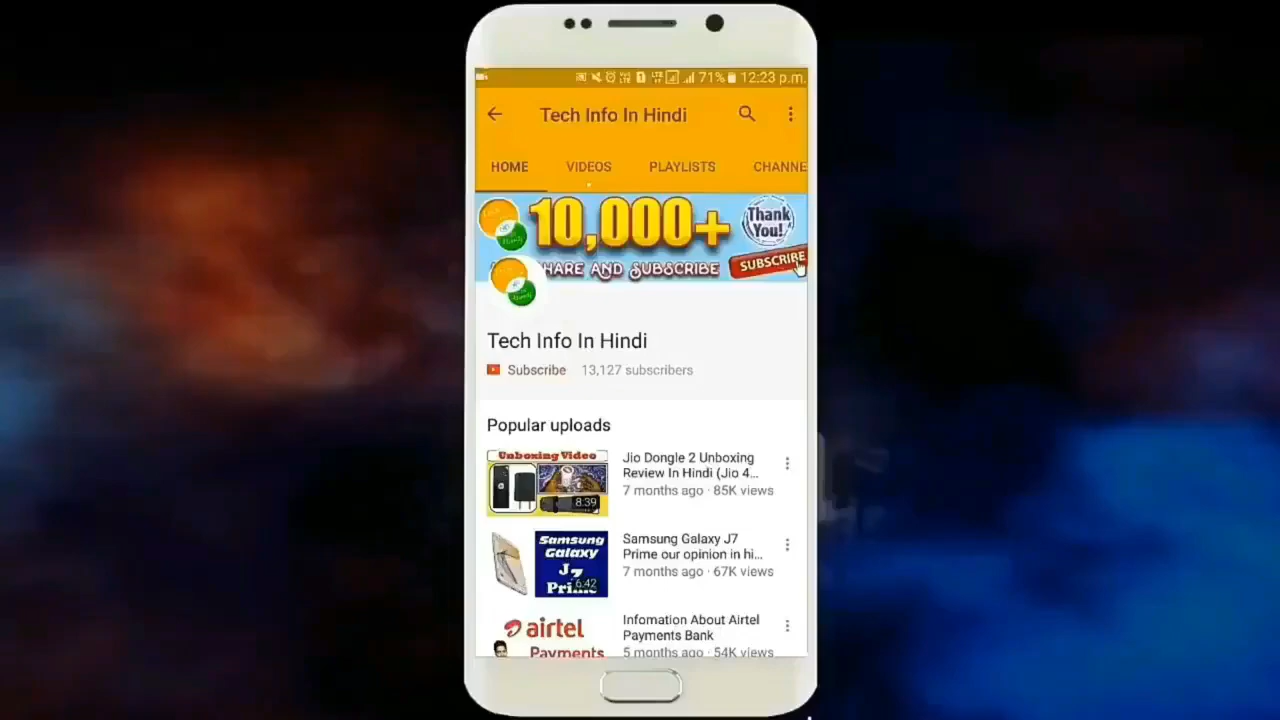 71% 12:23 p.m.
Tech Info In Hindi
HOME VIDEOS PLAYLISTS CHANNE
10,000+
Thank
You!
HARE AND SUBSCRIBE
SUBSCRIBE
Tech Info In Hindi
Subscribe 13,127 subscribers
Popular uploads
Unboxing Video
8:39
Jio Dongle 2 Unboxing
Review In Hindi (Jio 4...
7 months ago · 85K views
Samsung
Galaxy
J7
Prime
6:42
Samsung Galaxy J7
Prime our opinion in hi...
7 months ago · 67K views
airtel
Payments
Infomation About Airtel
Payments Bank
5 months ago · 54K views